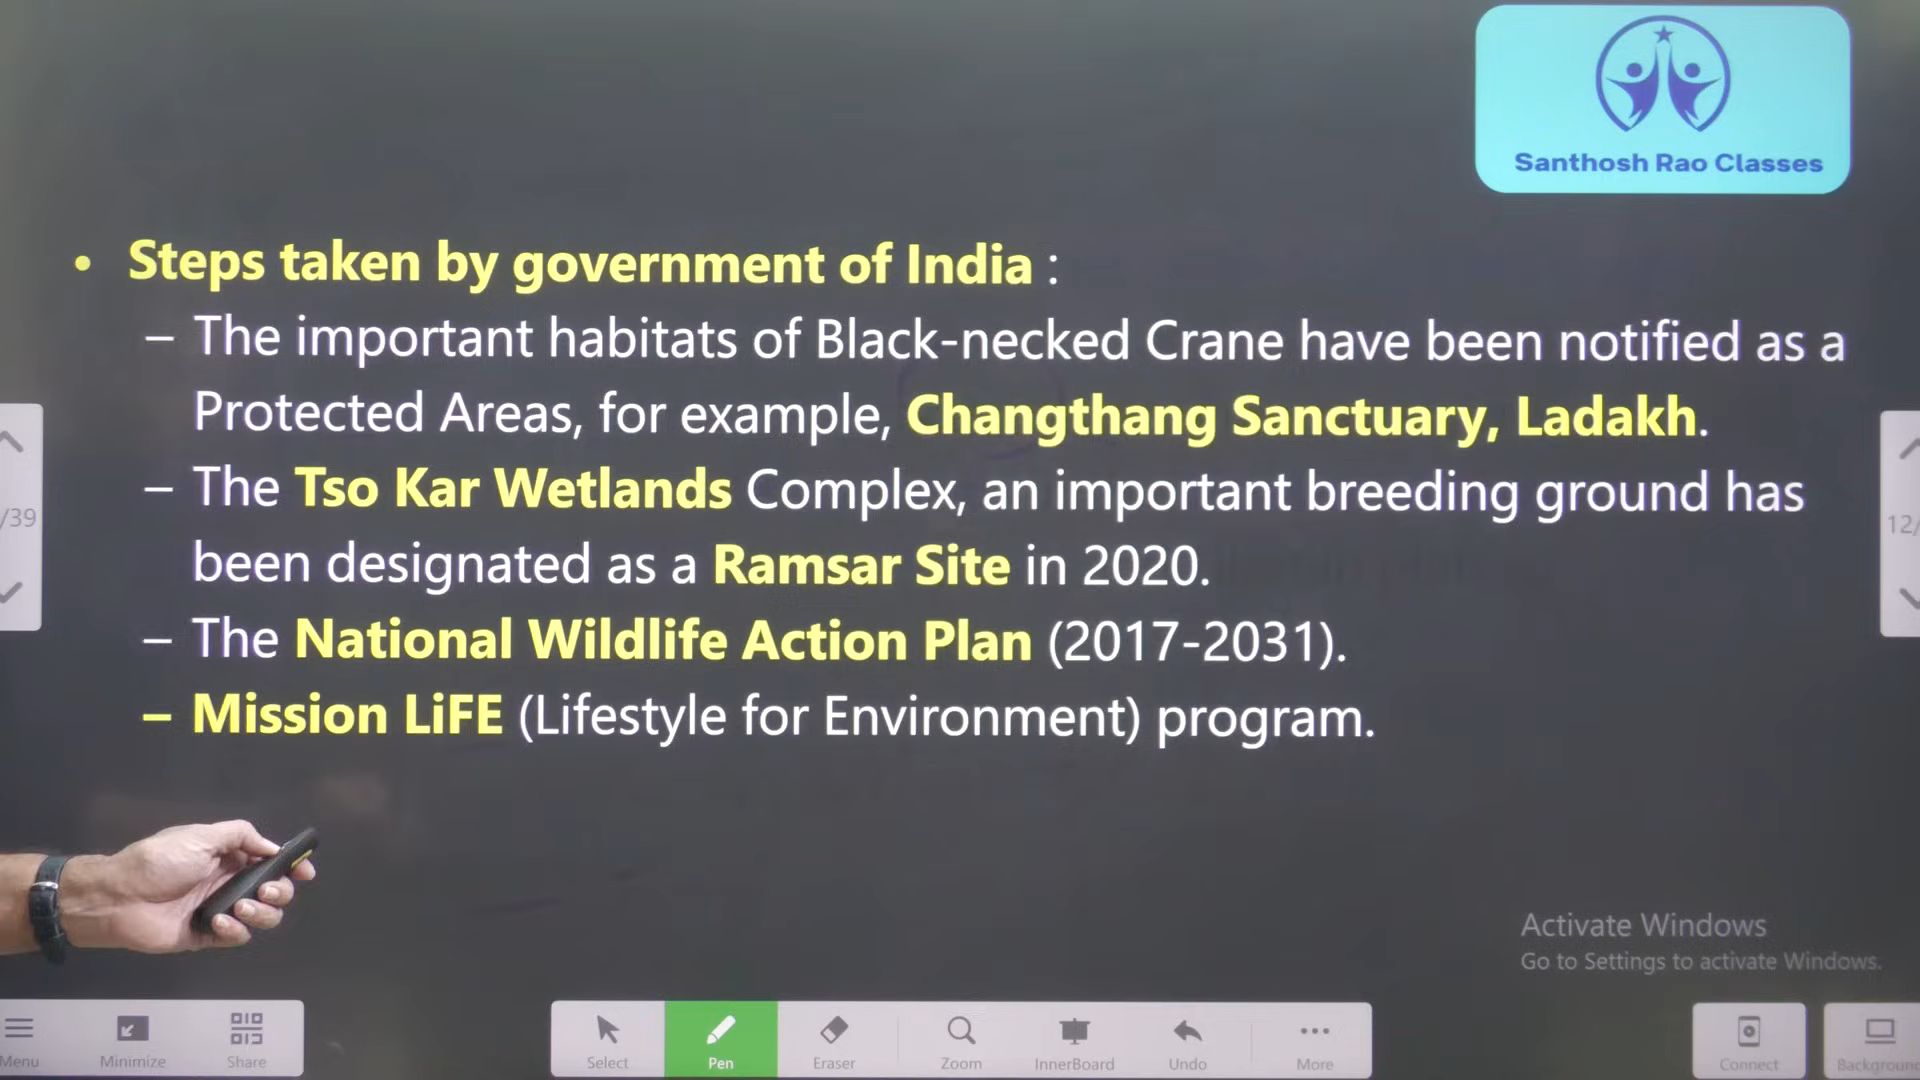 Santhosh Rao Classes
• Steps taken by government of India :
– The important habitats of Black-necked Crane have been notified as a
Protected Areas, for example, Changthang Sanctuary, Ladakh.
– The Tso Kar Wetlands Complex, an important breeding ground has
been designated as a Ramsar Site in 2020.
– The National Wildlife Action Plan (2017-2031).
– Mission LiFE (Lifestyle for Environment) program.
/39
12/
Activate Windows
Go to Settings to activate Windows.
Menu Minimize Share Select Pen Eraser Zoom InnerBoard Undo More Connect Background